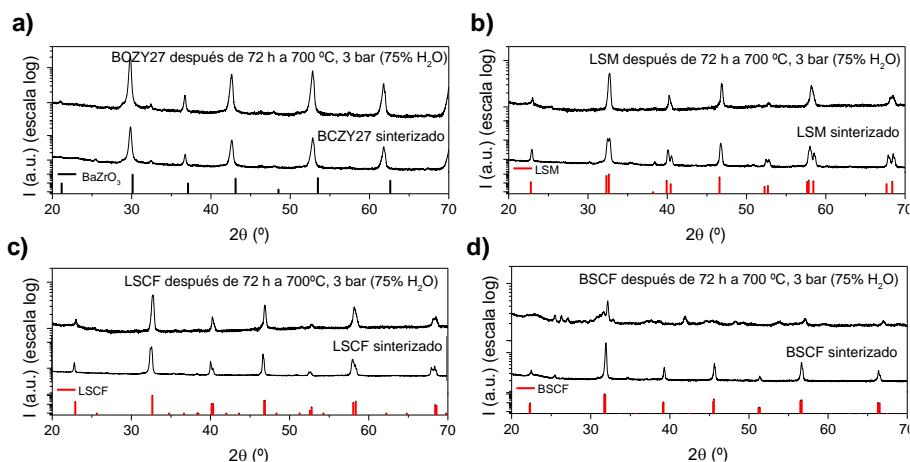 a)
BOZY27 después de 72 h a 700 ºC, 3 bar (75% H₂O)
BCZY27 sinterizado
BaZrO₃
I (a.u.) (escala log)
20 30 40 50 60 70
2θ (º)
b)
LSM después de 72 h a 700 ºC, 3 bar (75% H₂O)
LSM sinterizado
LSM
I (a.u.) (escala log)
20 30 40 50 60 70
2θ (º)
c)
LSCF después de 72 h a 700ºC, 3 bar (75% H₂O)
LSCF sinterizado
LSCF
I (a.u.) (escala log)
20 30 40 50 60 70
2θ (º)
d)
BSCF después de 72 h a 700 ºC, 3 bar (75% H₂O)
BSCF sinterizado
BSCF
I (a.u.) (escala log)
20 30 40 50 60 70
2θ (º)